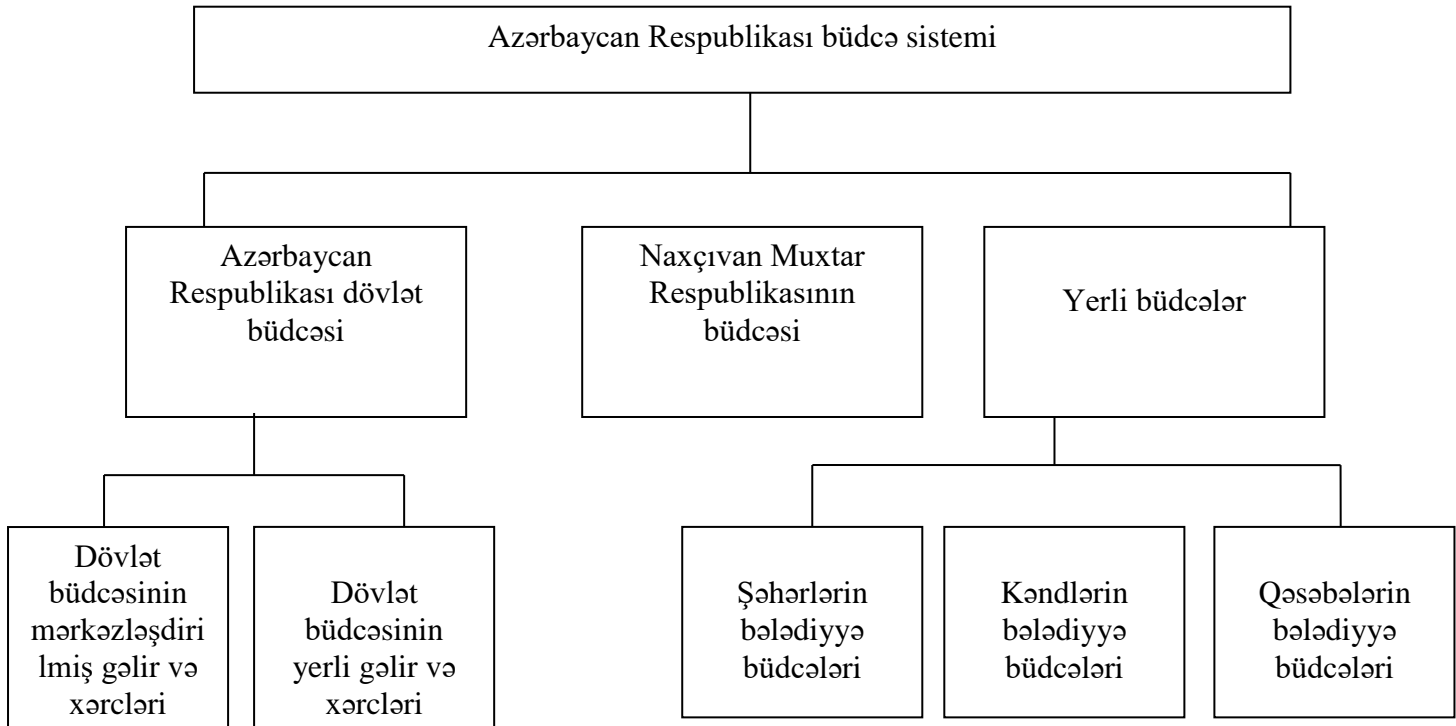 Azərbaycan Respublikası büdcə sistemi
Azərbaycan
Respublikası dövlət
büdcəsi
Naxçıvan Muxtar
Respublikasının
büdcəsi
Yerli büdcələr
Dövlət
büdcəsinin
mərkəzləşdiri
lmiş gəlir və
xərcləri
Dövlət
büdcəsinin
yerli gəlir və
xərcləri
Şəhərlərin
bələdiyyə
büdcələri
Kəndlərin
bələdiyyə
büdcələri
Qəsəbələrin
bələdiyyə
büdcələri